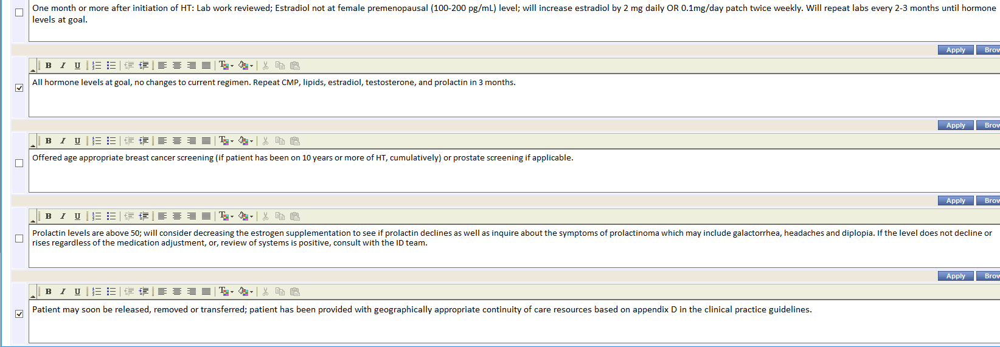 One month or more after initiation of HT: Lab work reviewed; Estradiol not at female premenopausal (100-200 pg/mL) level; will increase estradiol by 2 mg daily OR 0.1mg/day patch twice weekly. Will repeat labs every 2-3 months until hormone
levels at goal.
Apply Brow
B I U T
All hormone levels at goal, no changes to current regimen. Repeat CMP, lipids, estradiol, testosterone, and prolactin in 3 months.
Apply Brow
B I U T
Offered age appropriate breast cancer screening (if patient has been on 10 years or more of HT, cumulatively) or prostate screening if applicable.
Apply Brow
B I U T
Prolactin levels are above 50; will consider decreasing the estrogen supplementation to see if prolactin declines as well as inquire about the symptoms of prolactinoma which may include galactorrhea, headaches and diplopia. If the level does not decline or
rises regardless of the medication adjustment, or, review of systems is positive, consult with the ID team.
Apply Brow
B I U T
Patient may soon be released, removed or transferred; patient has been provided with geographically appropriate continuity of care resources based on appendix D in the clinical practice guidelines.